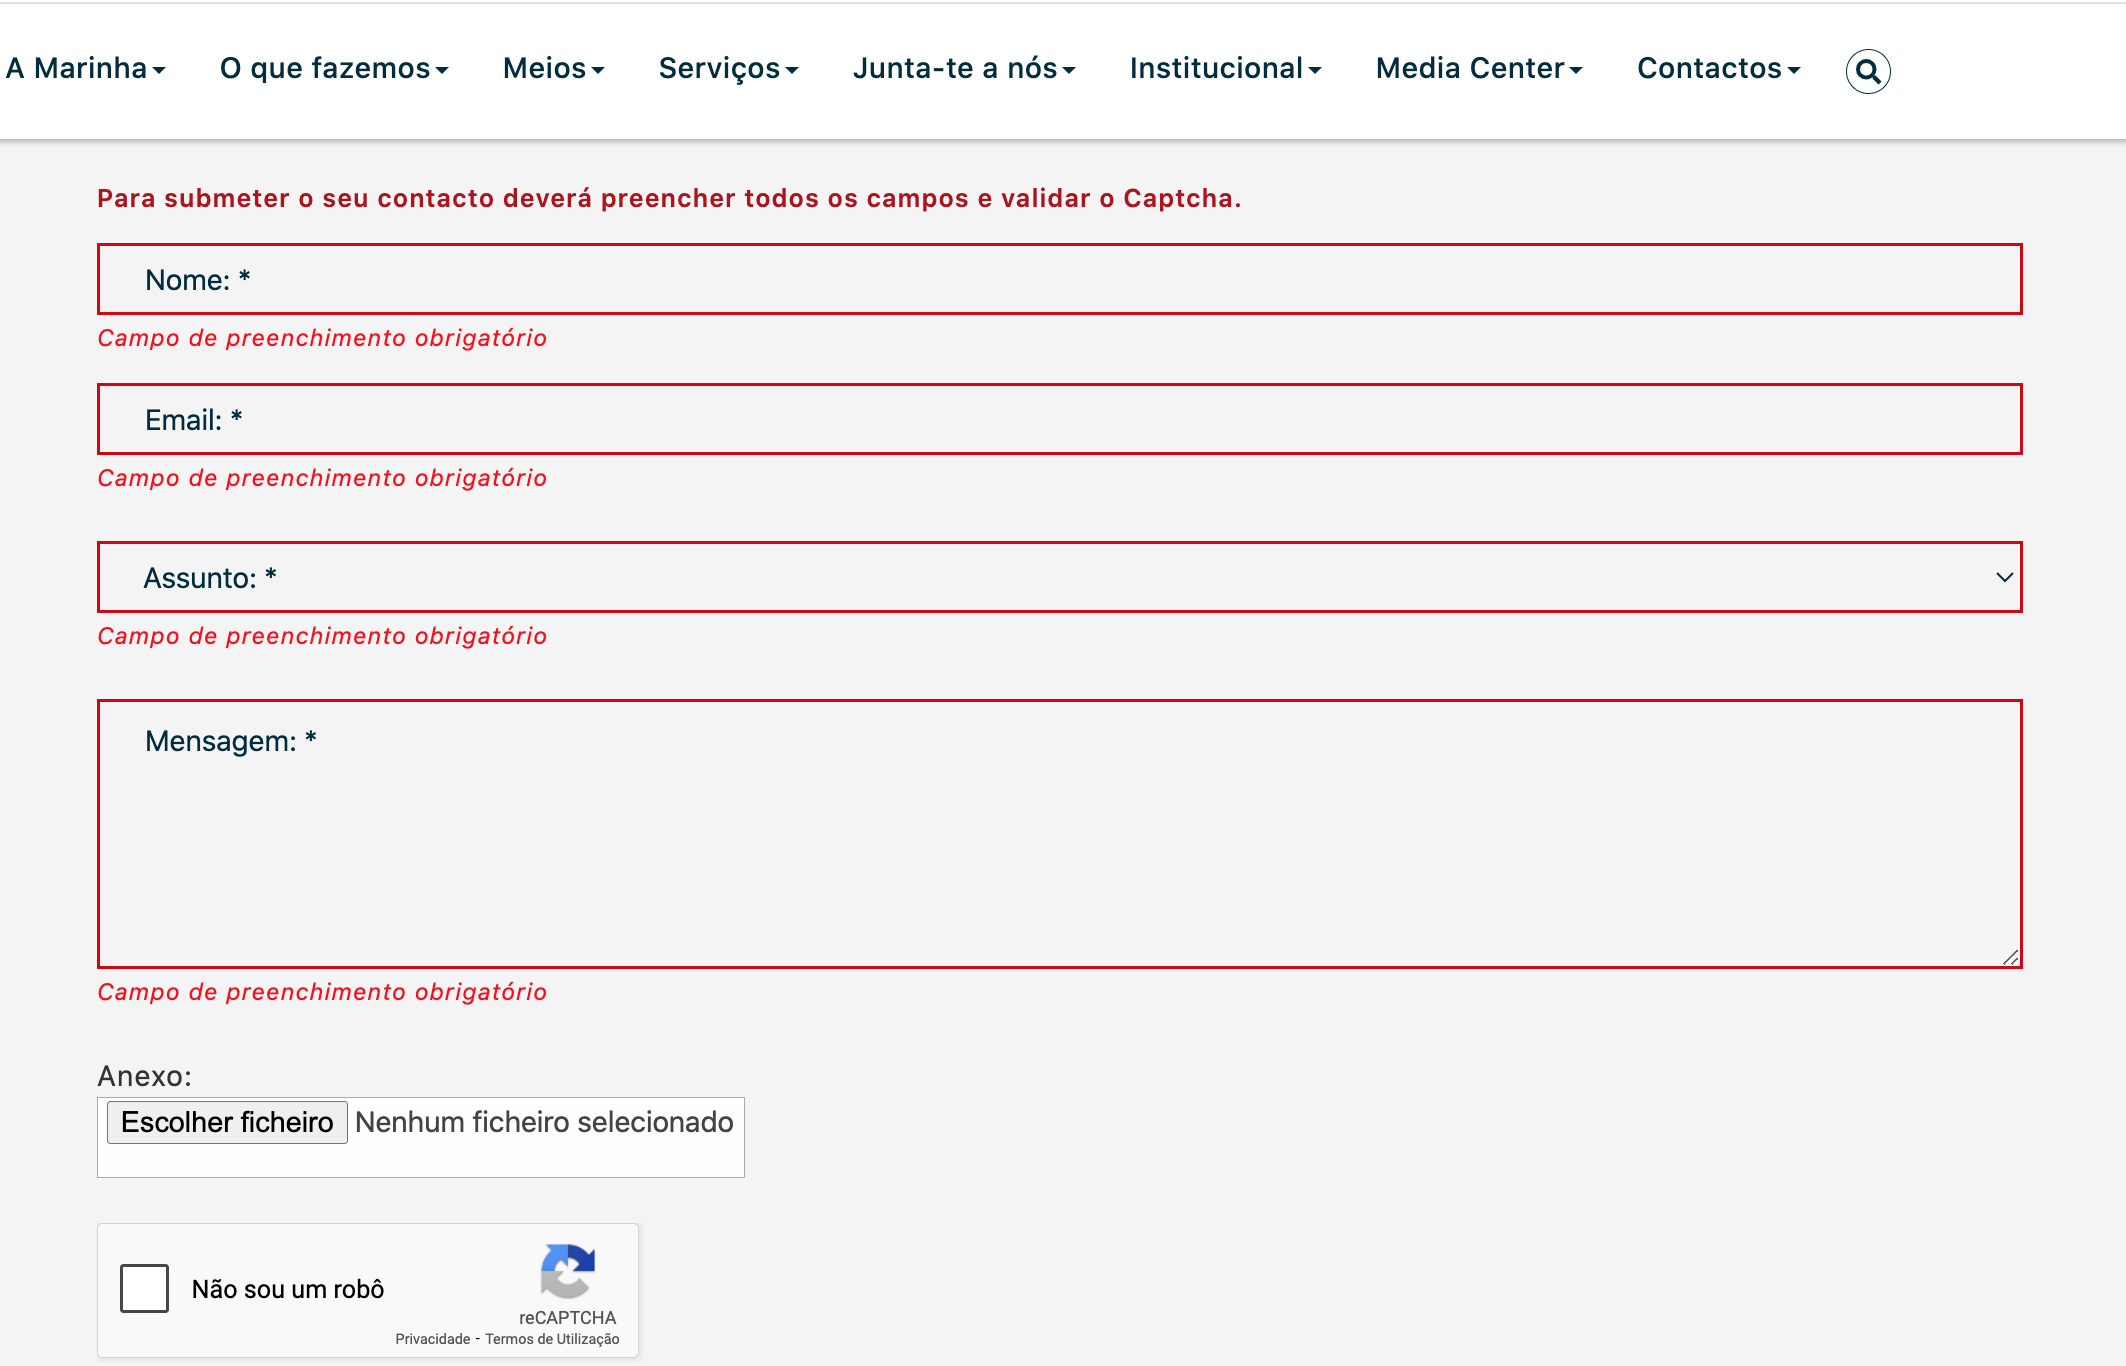 A Marinha O que fazemos Meios Serviços Junta-te a nós Institucional Media Center Contactos
Para submeter o seu contacto deverá preencher todos os campos e validar o Captcha.
Nome: *
Campo de preenchimento obrigatório
Email: *
Campo de preenchimento obrigatório
Assunto: *
Campo de preenchimento obrigatório
Mensagem: *
Campo de preenchimento obrigatório
Anexo:
Escolher ficheiro Nenhum ficheiro selecionado
Não sou um robô
reCAPTCHA
Privacidade - Termos de Utilização